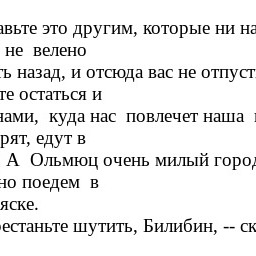 авьте это другим, которые ни на
не велено
ь назад, и отсюда вас не отпуст
те остаться и
нами, куда нас повлечет наша
рят, едут в
А Ольмюц очень милый город
но поедем в
яске.
естаньте шутить, Билибин, -- ск